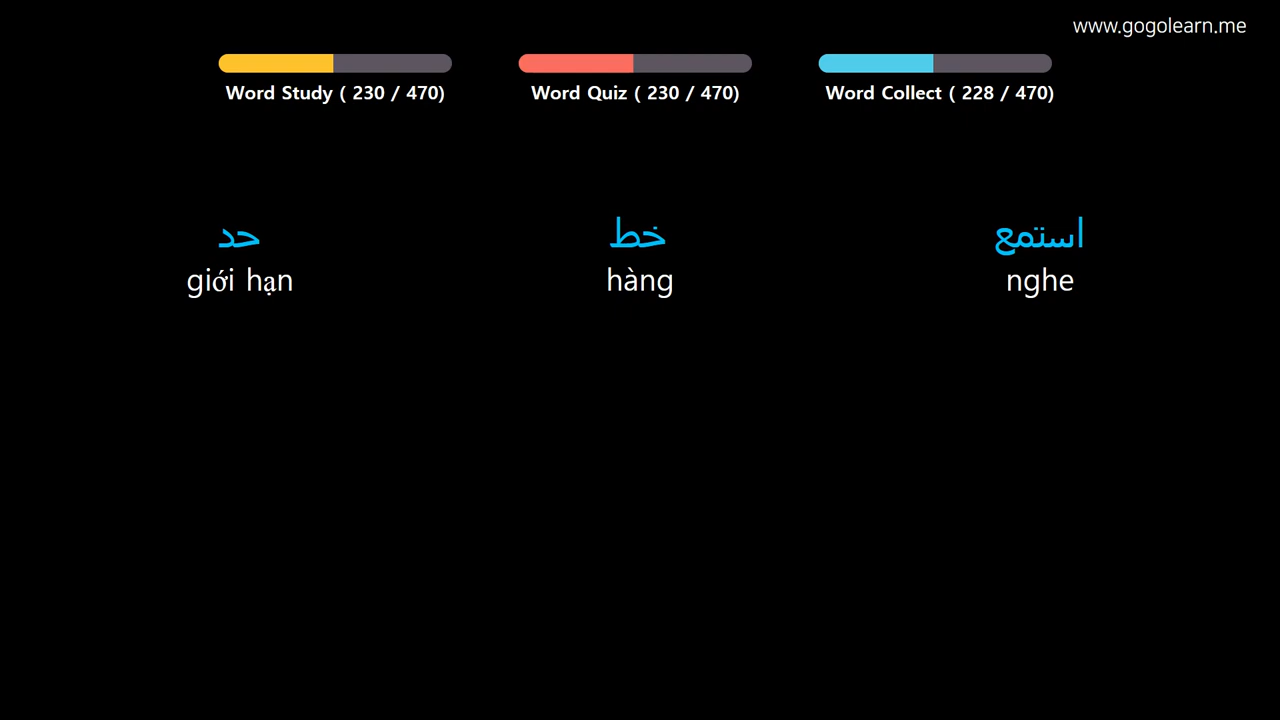 www.gogolearn.me
Word Study ( 230 / 470)
Word Quiz ( 230 / 470)
Word Collect ( 228 / 470)
حد
giới hạn
خط
hàng
استمع
nghe